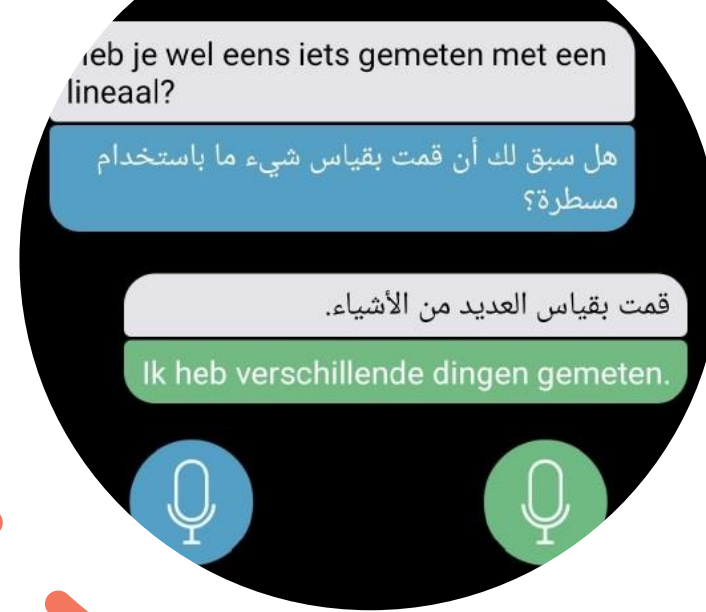 je wel eens iets gemeten met een
lineaal?
هل سبق لك أن قمت بقياس شيء ما باستخدام
مسطرة؟
قمت بقياس العديد من الأشياء.
Ik heb verschillende dingen gemeten.